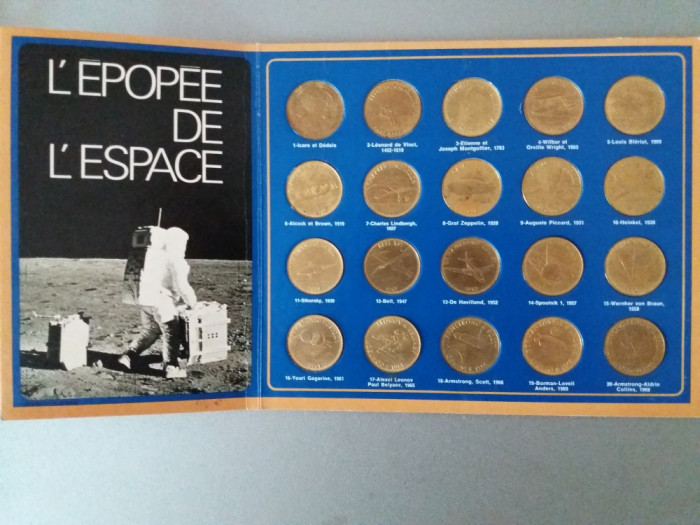 L'ÉPOPÉE
DE
L'ESPACE
1-Icare et Dédale
2-Léonard de Vinci,
1452-1519
3-Etienne et
Joseph Montgolfier, 1783
4-Wilbur et
Orville Wright, 1903
5-Louis Blériot, 1909
6-Alcock et Brown, 1919
7-Charles Lindbergh,
1927
8-Graf Zeppelin, 1929
9-Auguste Piccard, 1931
10-Heinkel, 1939
11-Sikorsky, 1939
12-Bell, 1947
13-De Havilland, 1952
14-Spoutnik 1, 1957
15-Wernher von Braun,
1958
16-Youri Gagarine, 1961
17-Alexei Leonov
Paul Belyaev, 1965
18-Armstrong, Scott, 1966
19-Borman-Lovell
Anders, 1968
20-Armstrong-Aldrin
Collins, 1969